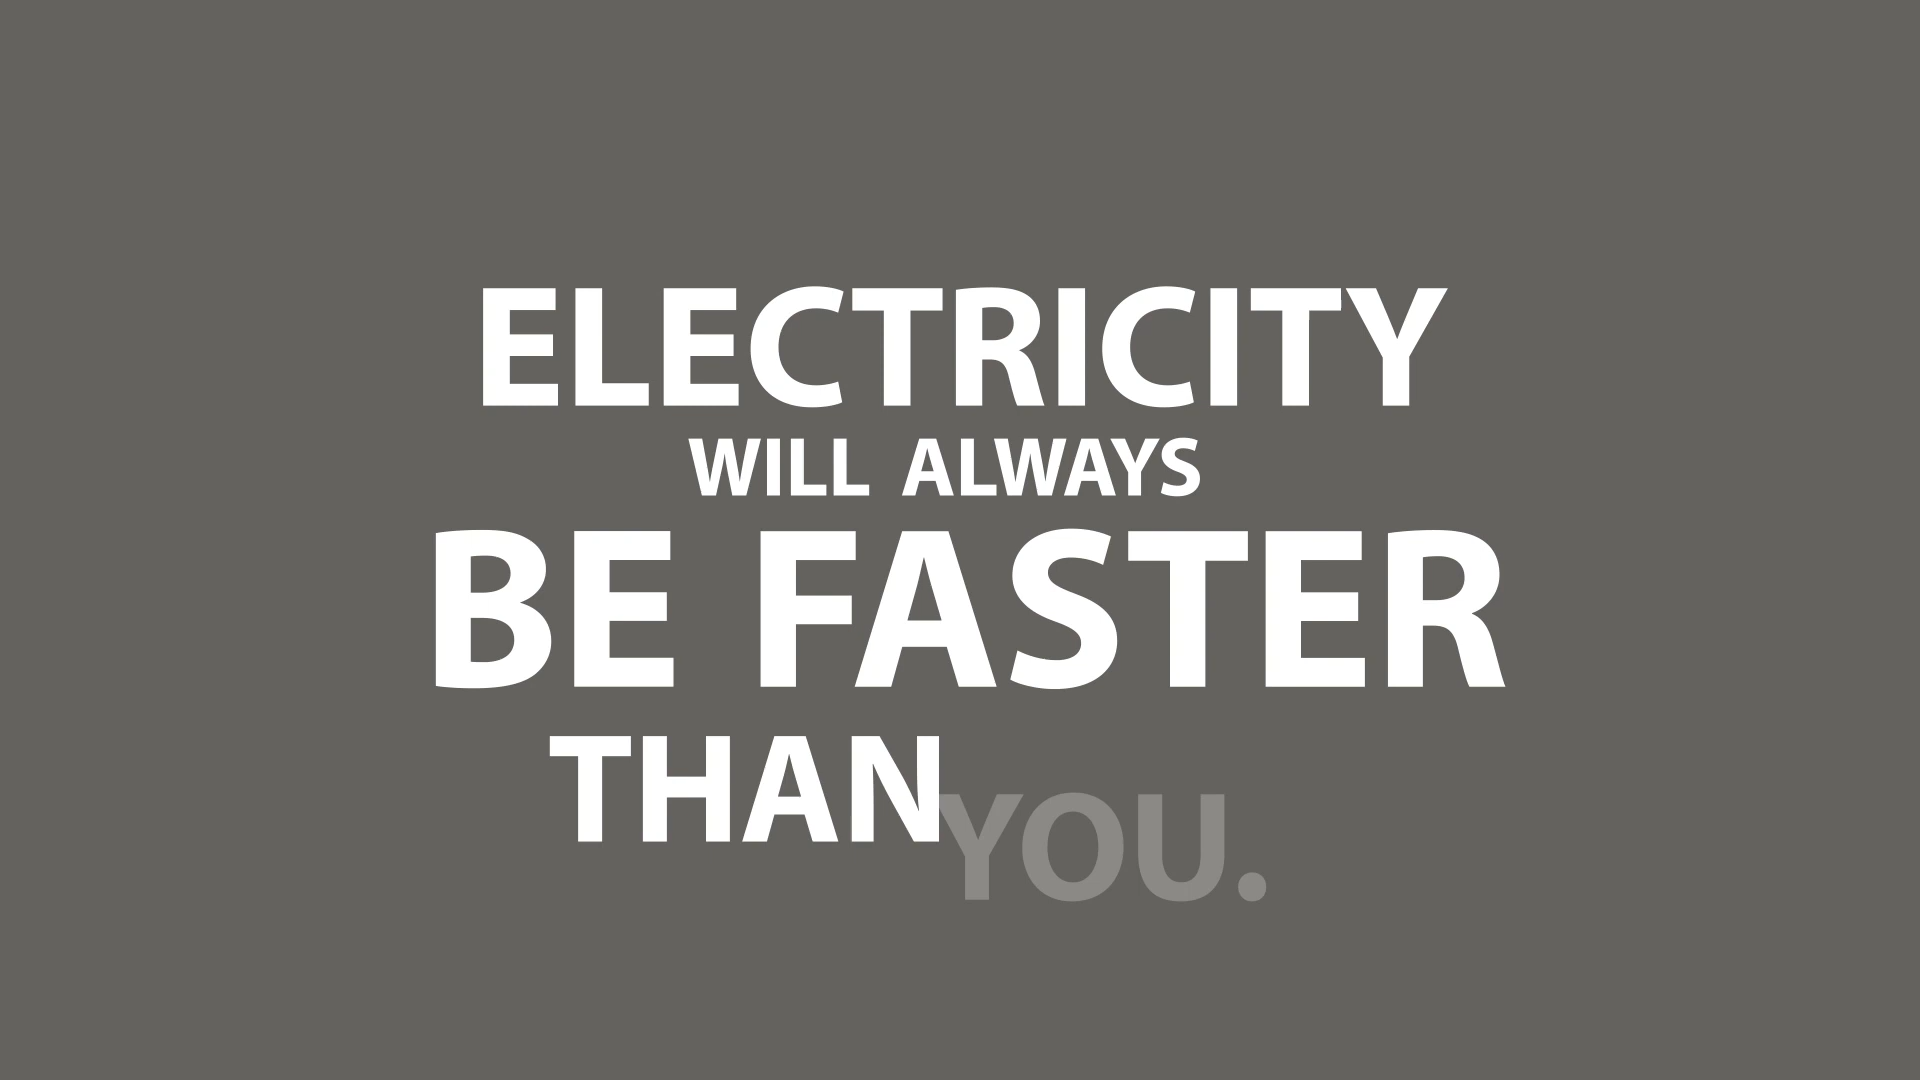 ELECTRICITY
WILL ALWAYS
BE FASTER
THAN
YOU.